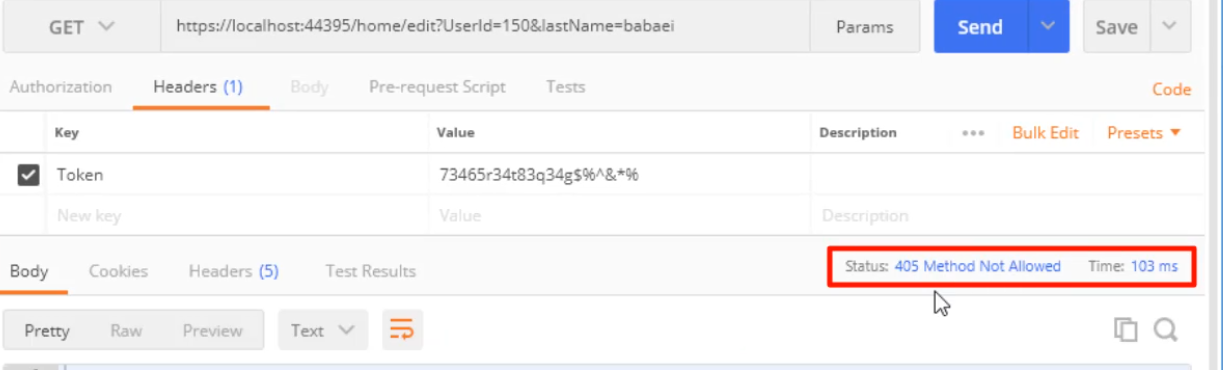 GET https://localhost:44395/home/edit?UserId=150&lastName=babaei Params Send Save
Authorization Headers (1) Body Pre-request Script Tests Code
Key Value Description ••• Bulk Edit Presets
Token 73465r34t83q34g$%^&*%
New key Value Description
Body Cookies Headers (5) Test Results Status: 405 Method Not Allowed Time: 103 ms
Pretty Raw Preview Text